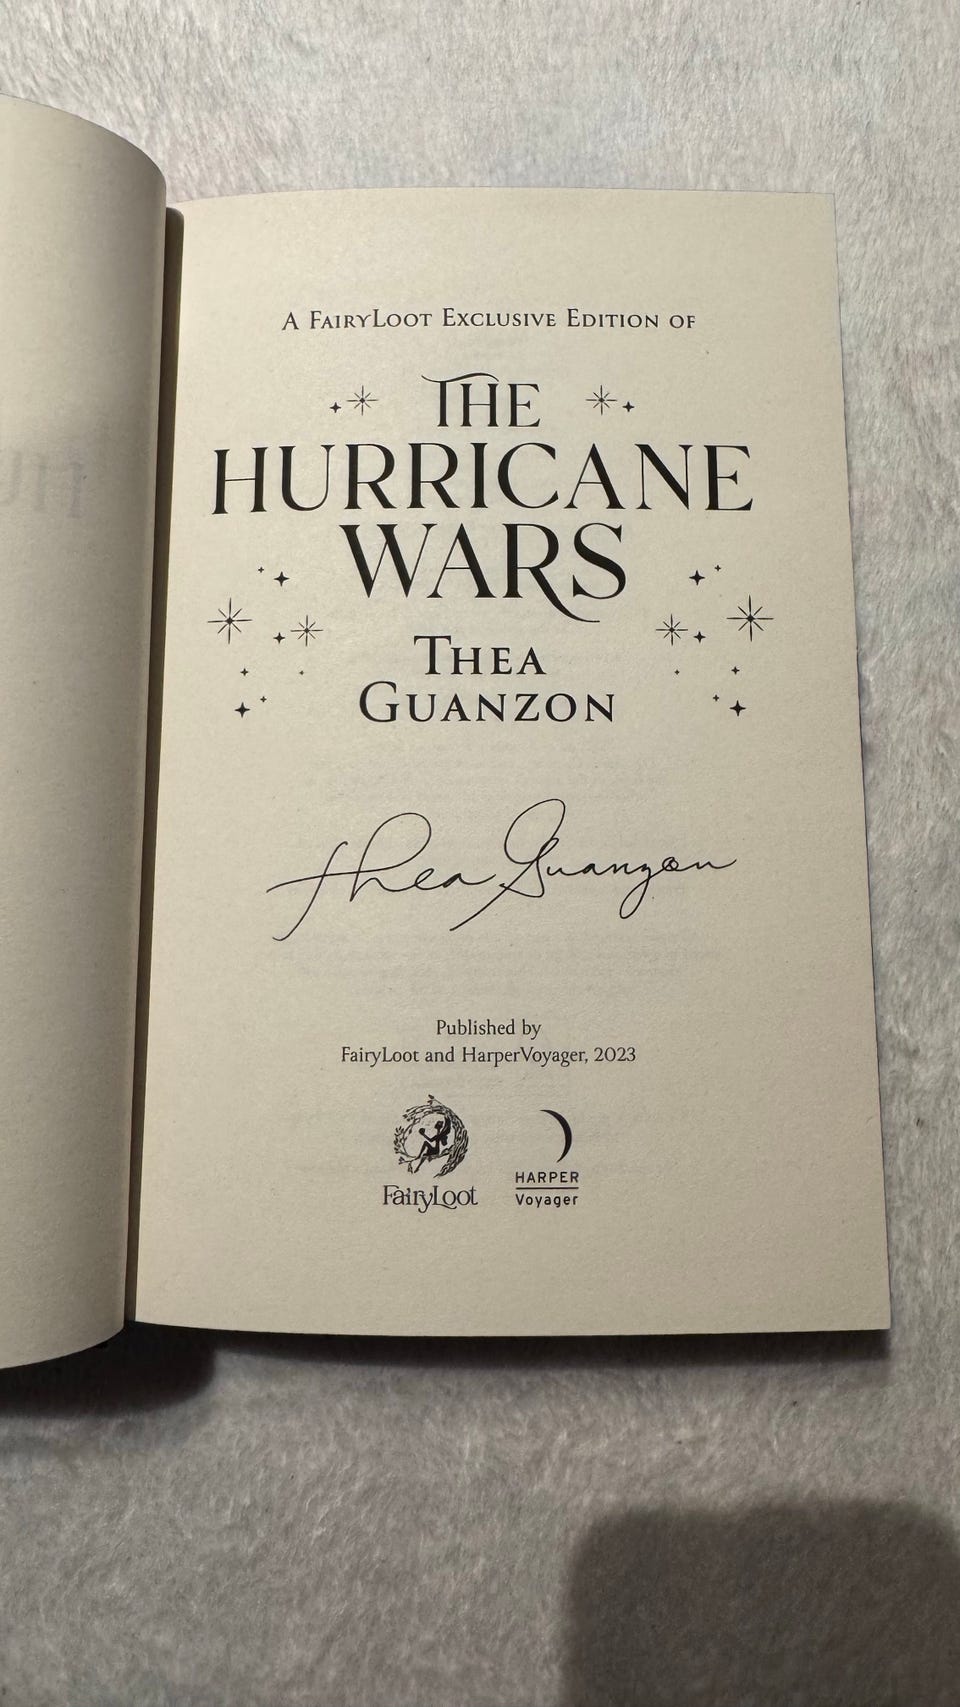 A FAIRYLOOT EXCLUSIVE EDITION OF
THE
HURRICANE
WARS
THEA
GUANZON
Thea Guanzon
Published by
FairyLoot and HarperVoyager, 2023
FairyLoot
HARPER
Voyager